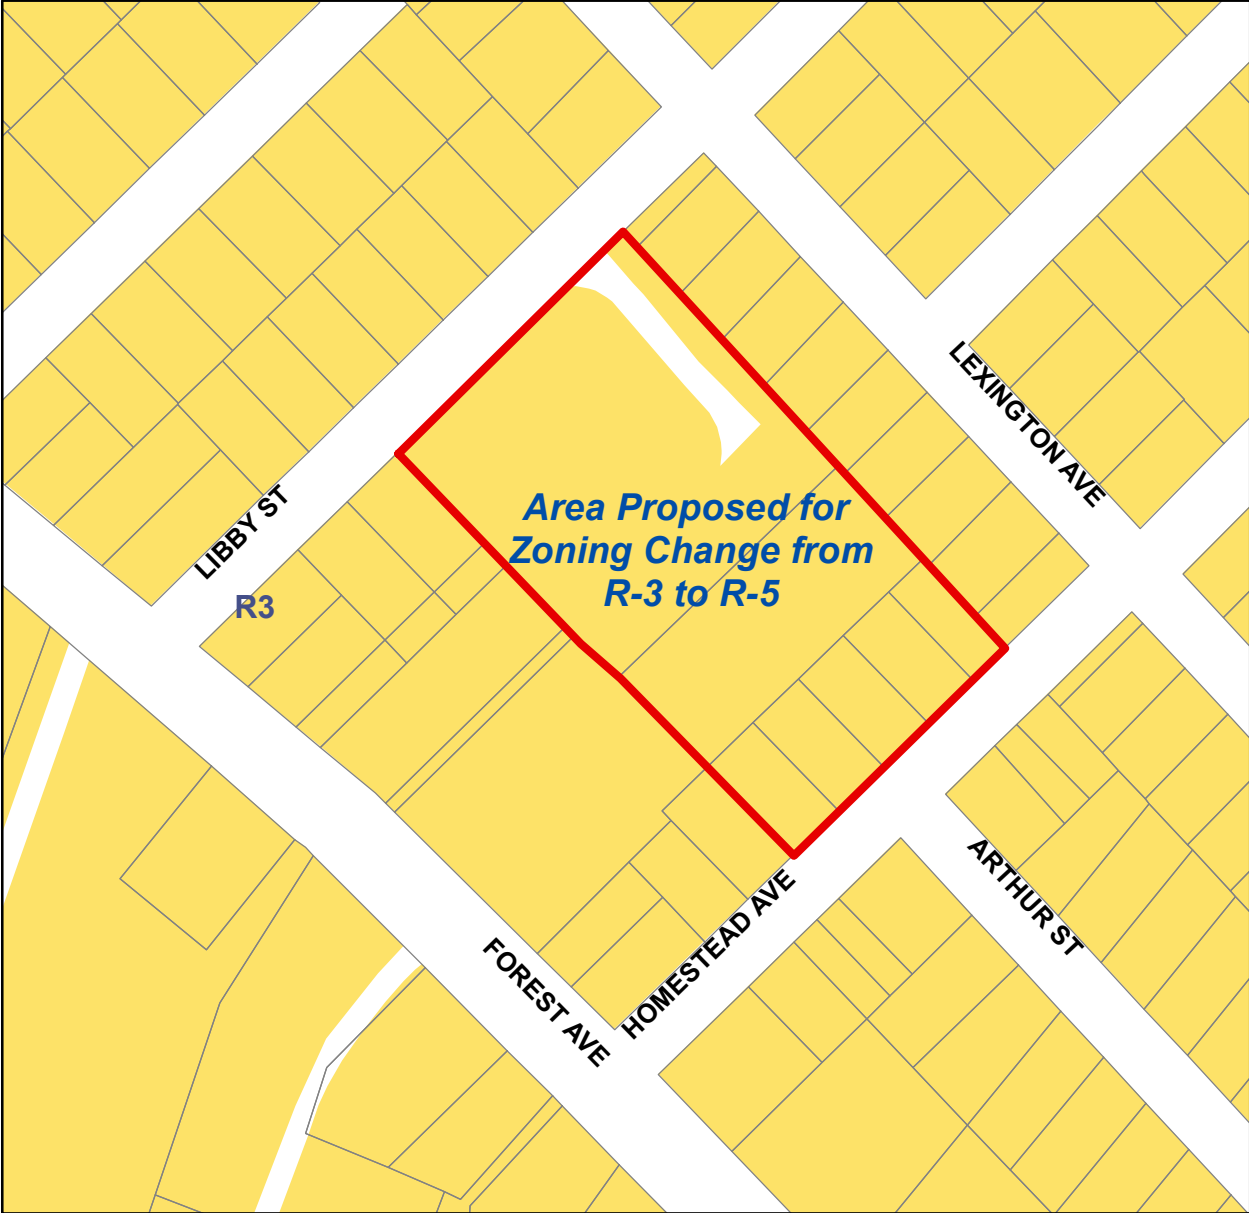 LEXINGTON AVE
LIBBY ST
Area Proposed for
Zoning Change from
R-3 to R-5
R3
ARTHUR ST
HOMESTEAD AVE
FOREST AVE